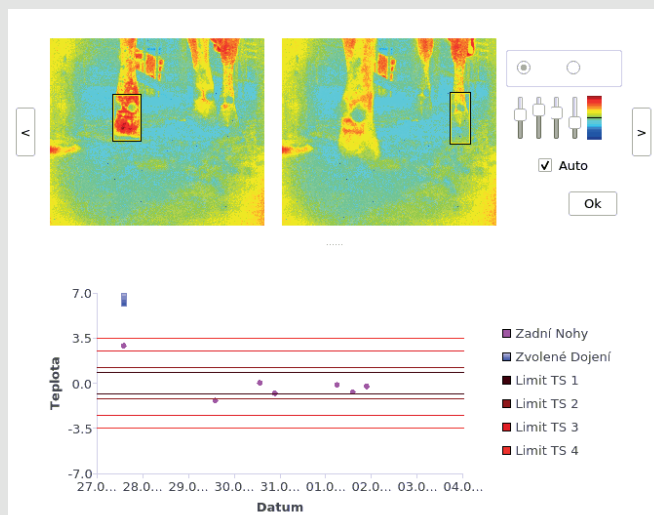 <
>
Auto
Ok
......
7.0
3.5
0.0
-3.5
-7.0
Teplota
27.0... 28.0... 29.0... 30.0... 31.0... 01.0... 02.0... 03.0... 04.0...
Datum
Zadní Nohy
Zvolené Dojení
Limit TS 1
Limit TS 2
Limit TS 3
Limit TS 4